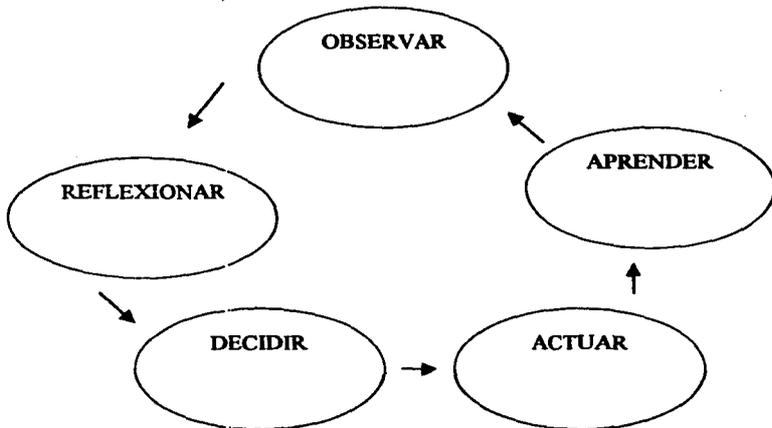 OBSERVAR
APRENDER
REFLEXIONAR
DECIDIR
ACTUAR